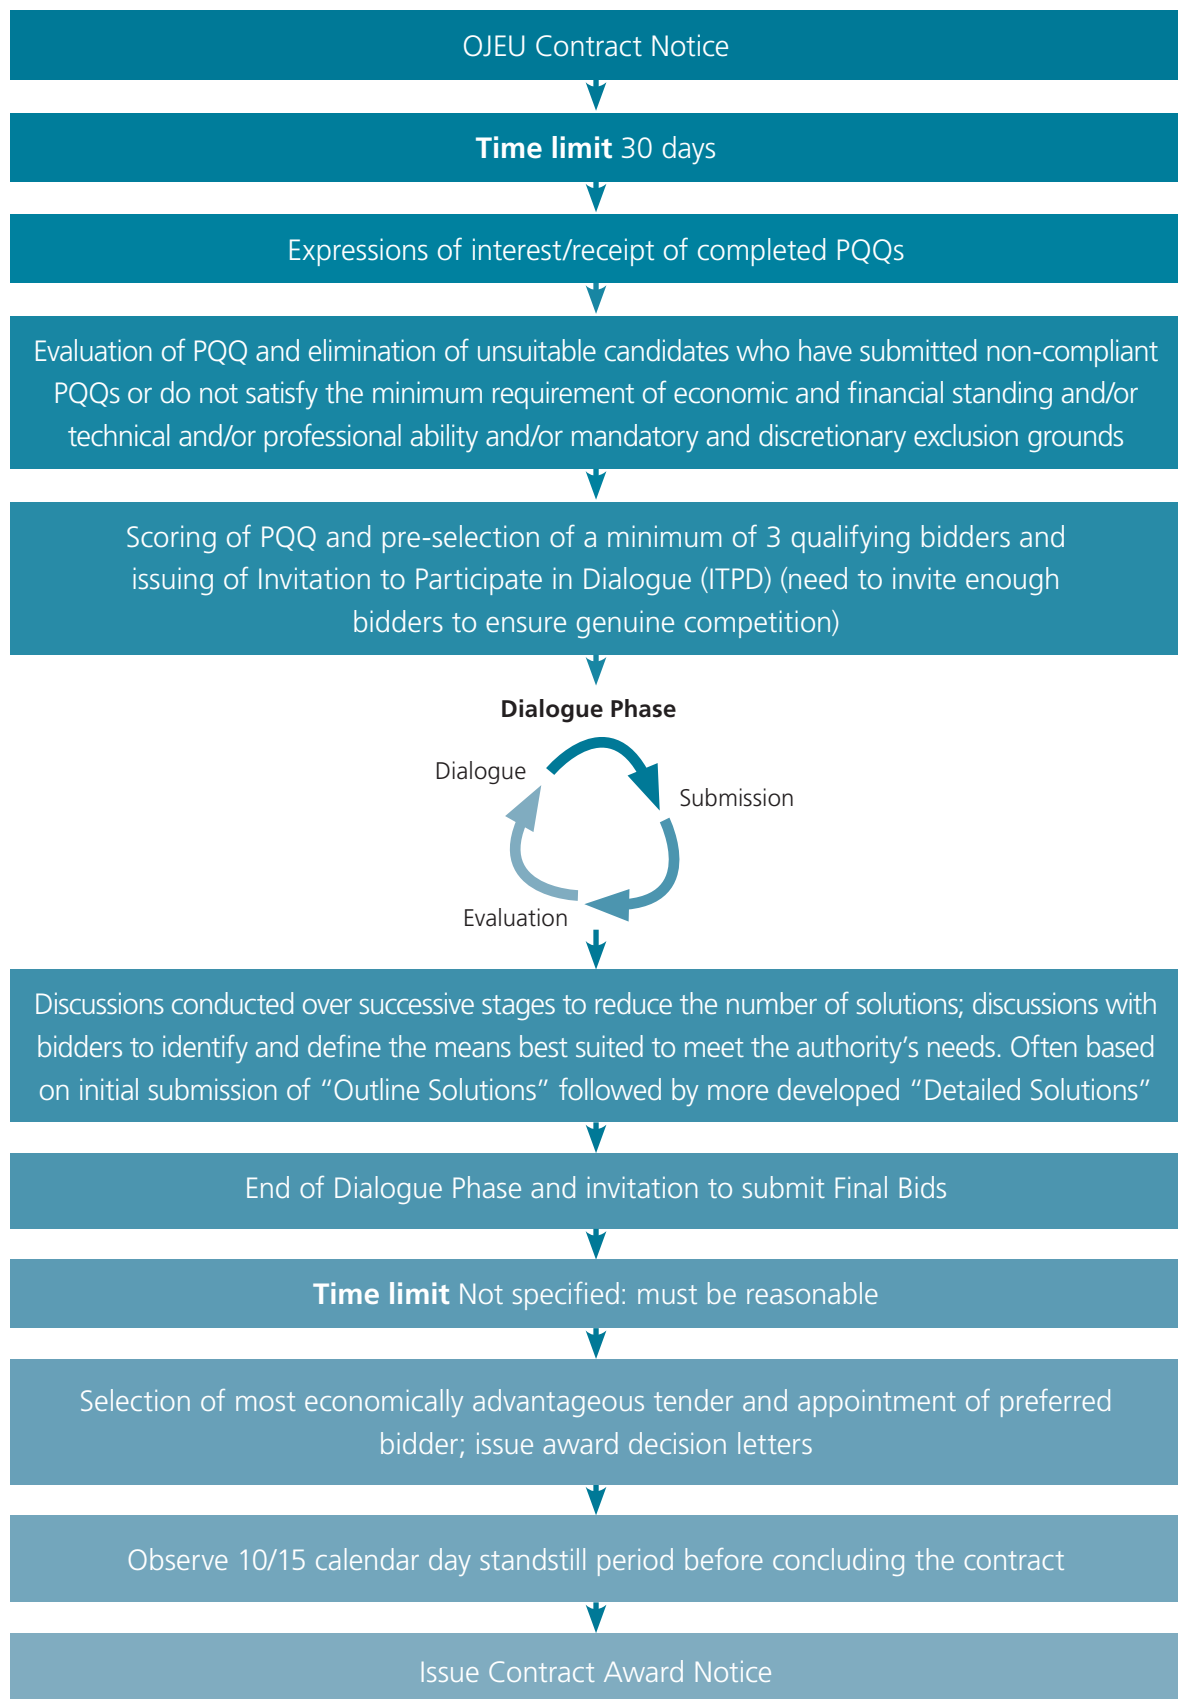 OJEU Contract Notice
Time limit 30 days
Expressions of interest/receipt of completed PQQs
Evaluation of PQQ and elimination of unsuitable candidates who have submitted non-compliant
PQQs or do not satisfy the minimum requirement of economic and financial standing and/or
technical and/or professional ability and/or mandatory and discretionary exclusion grounds
Scoring of PQQ and pre-selection of a minimum of 3 qualifying bidders and
issuing of Invitation to Participate in Dialogue (ITPD) (need to invite enough
bidders to ensure genuine competition)
Dialogue Phase
Dialogue
Submission
Evaluation
Discussions conducted over successive stages to reduce the number of solutions; discussions with
bidders to identify and define the means best suited to meet the authority’s needs. Often based
on initial submission of “Outline Solutions” followed by more developed “Detailed Solutions”
End of Dialogue Phase and invitation to submit Final Bids
Time limit Not specified: must be reasonable
Selection of most economically advantageous tender and appointment of preferred
bidder; issue award decision letters
Observe 10/15 calendar day standstill period before concluding the contract
Issue Contract Award Notice